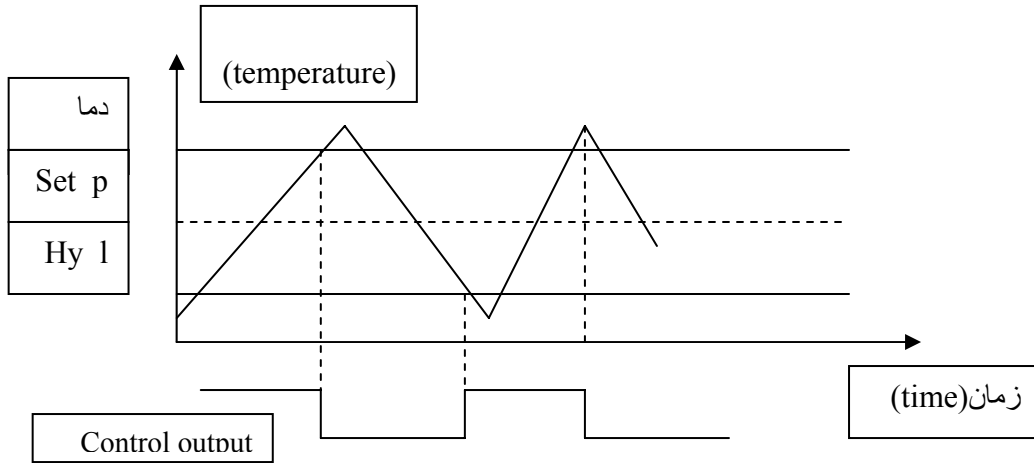 (temperature)
دما
Set p
Hy l
زمان(time)
Control output